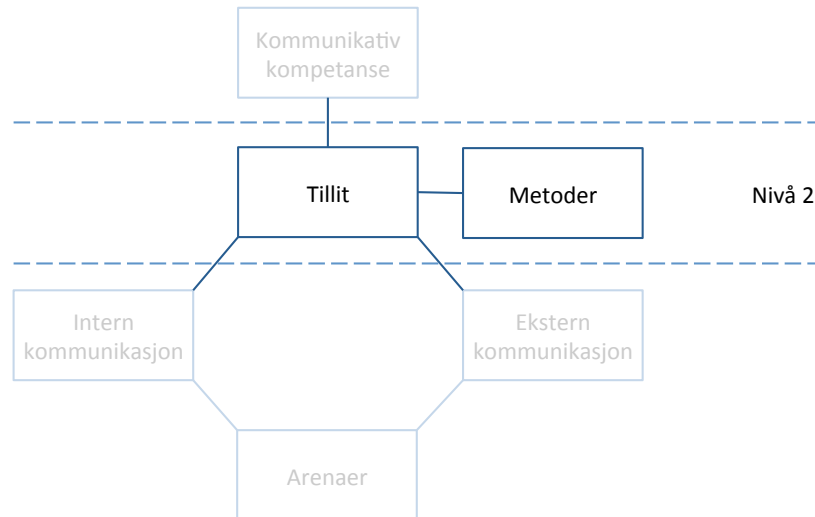 Kommunikativ
kompetanse
Tillit
Metoder
Nivå 2
Intern
kommunikasjon
Ekstern
kommunikasjon
Arenaer